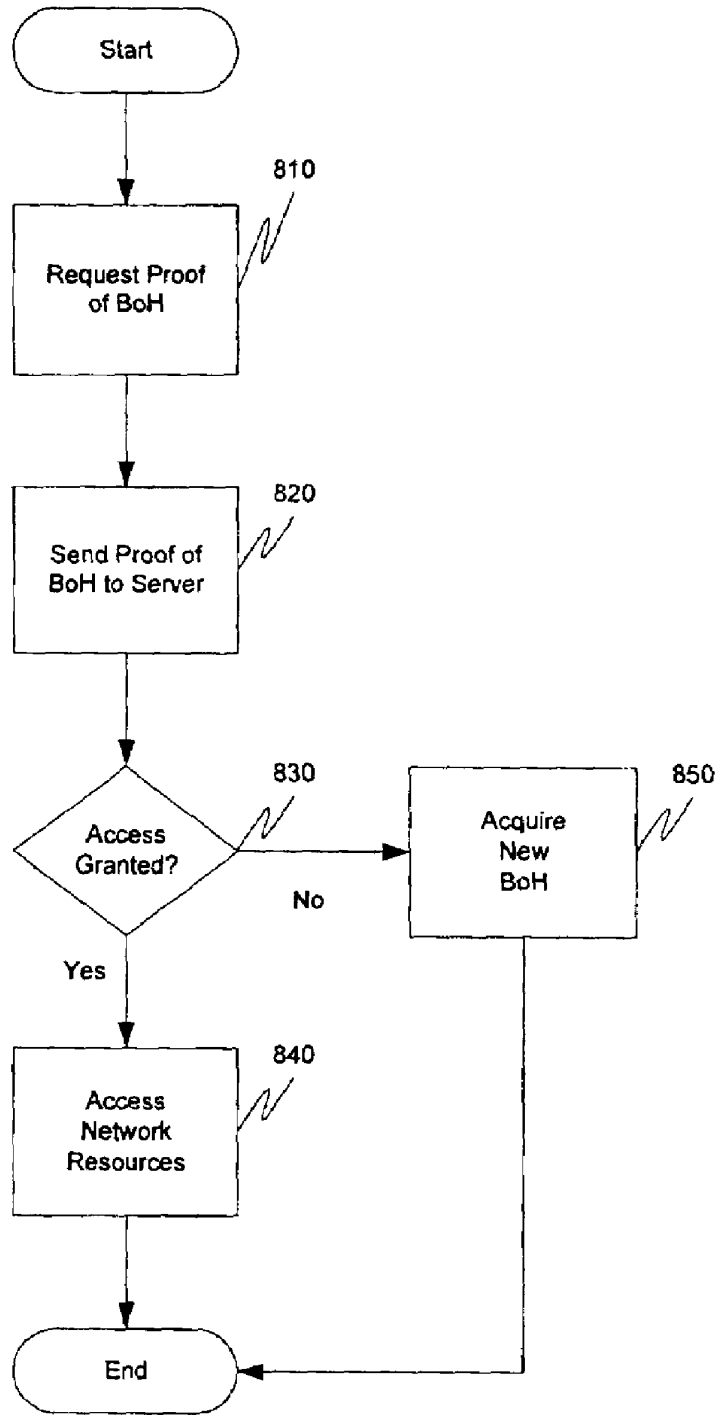 Start
810
Request Proof
of BoH
820
Send Proof of
BoH to Server
830
Access
Granted?
No
Yes
850
Acquire
New
BoH
840
Access
Network
Resources
End